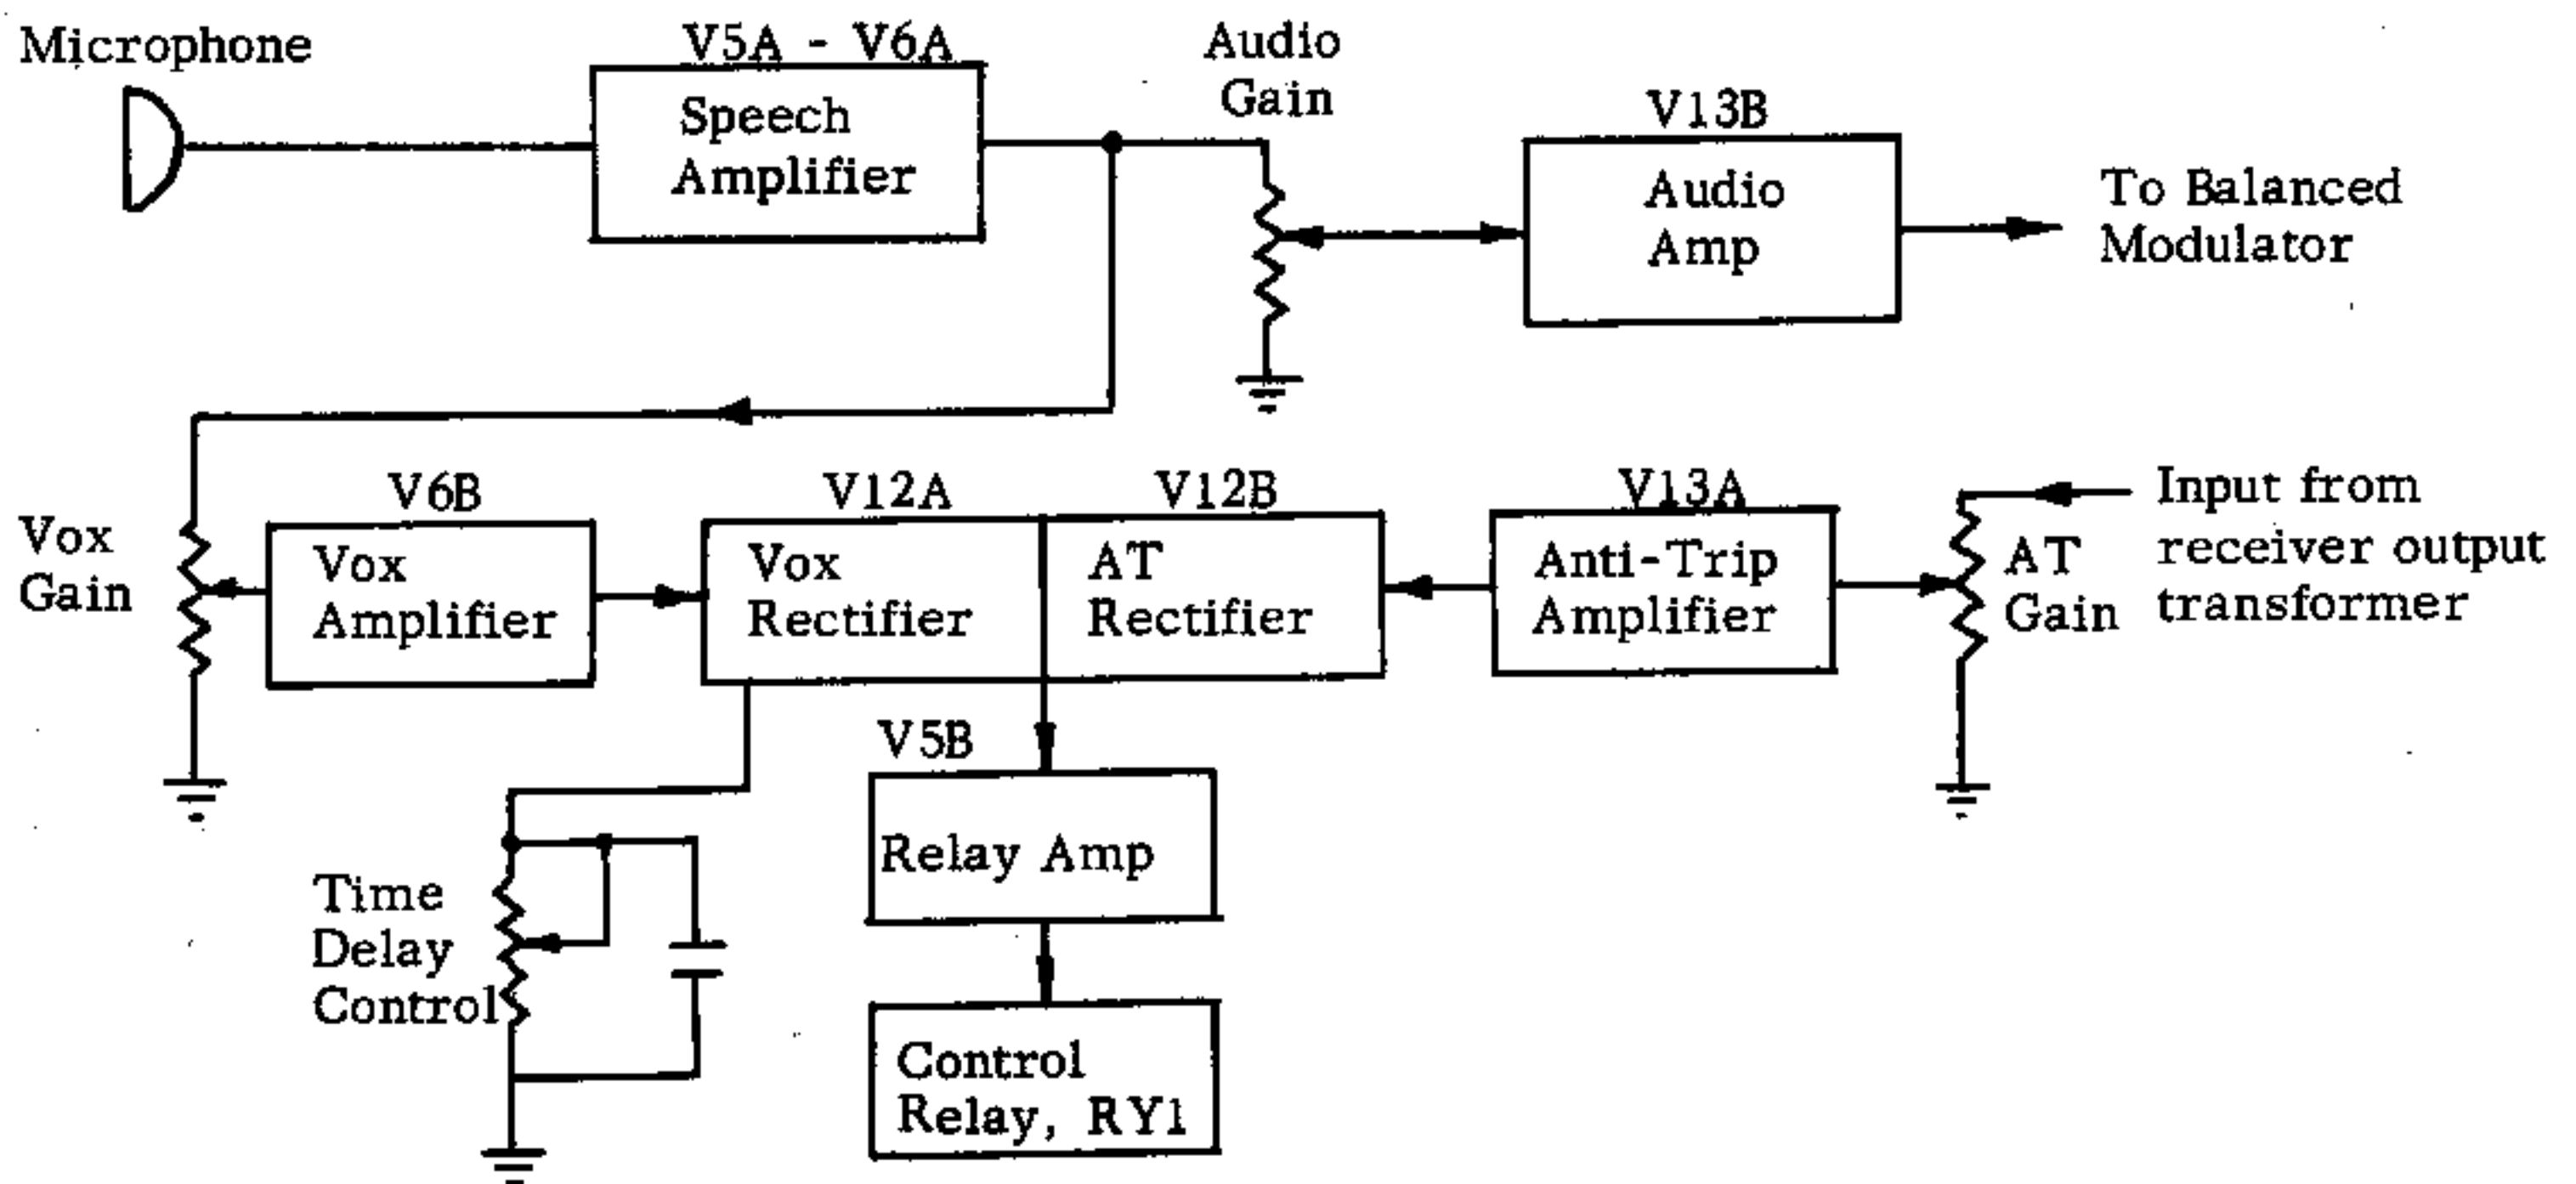 Microphone
V5A - V6A
Speech
Amplifier
Audio
Gain
V13B
Audio
Amp
To Balanced
Modulator
Vox
Gain
V6B
Vox
Amplifier
V12A
Vox
Rectifier
V12B
AT
Rectifier
V13A
Anti-Trip
Amplifier
AT
Gain
Input from
receiver output
transformer
Time
Delay
Control
V5B
Relay Amp
Control
Relay, RY1